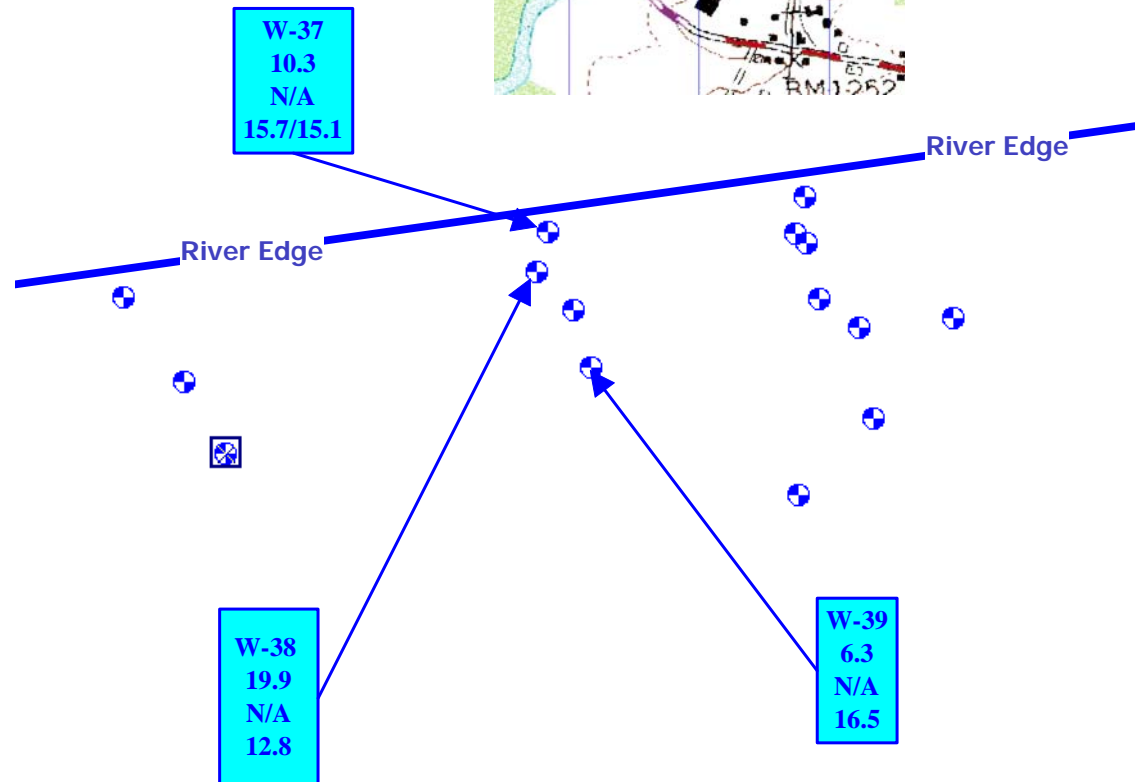 W-37
10.3
N/A
15.7/15.1
BM1252
River Edge
River Edge
W-38
19.9
N/A
12.8
W-39
6.3
N/A
16.5